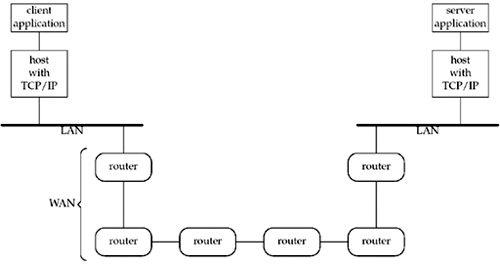 client
application
server
application
host
with
TCP/IP
host
with
TCP/IP
LAN
LAN
router
router
WAN
router
router
router
router